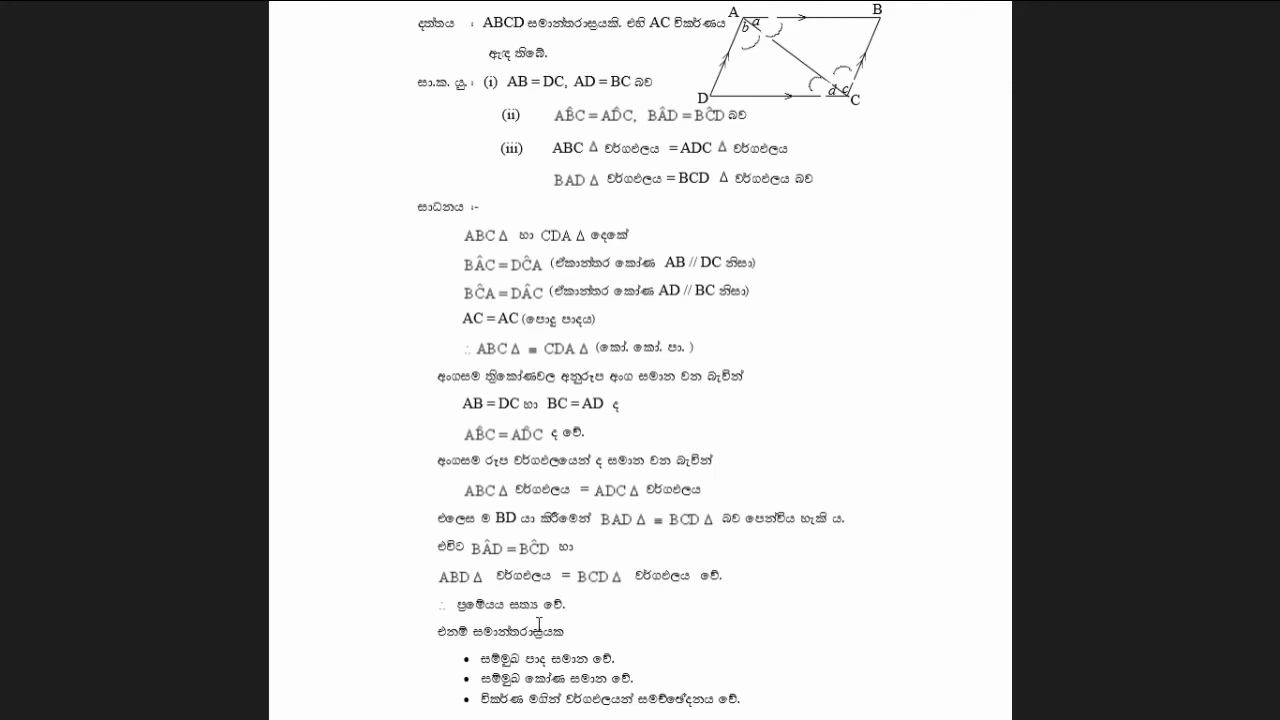 දත්තය : ABCD සමාන්තරාස්‍රයකි. එහි AC විකර්ණය
ඇඳ තිබේ.
A B
b a
d c
D C
සා.ක. යු. : (i) AB = DC, AD = BC බව
(ii) AB̂C = AD̂C, BÂD = BĈD බව
(iii) ABC Δ වර්ගඵලය = ADC Δ වර්ගඵලය
BAD Δ වර්ගඵලය = BCD Δ වර්ගඵලය බව
සාධනය :-
ABC Δ හා CDA Δ දෙකේ
BÂC = DĈA (ඒකාන්තර කෝණ AB // DC නිසා)
BĈA = DÂC (ඒකාන්තර කෝණ AD // BC නිසා)
AC = AC (පොදු පාදය)
∴ ABC Δ ≡ CDA Δ (කෝ. කෝ. පා. )
අංගසම ත්‍රිකෝණවල අනුරූප අංග සමාන වන බැවින්
AB = DC හා BC = AD ද
AB̂C = AD̂C ද වේ.
අංගසම රූප වර්ගඵලයෙන් ද සමාන වන බැවින්
ABC Δ වර්ගඵලය = ADC Δ වර්ගඵලය
එලෙස ම BD යා කිරීමෙන් BAD Δ ≡ BCD Δ බව පෙන්විය හැකි ය.
එවිට BÂD = BĈD හා
ABD Δ වර්ගඵලය = BCD Δ වර්ගඵලය වේ.
∴ ප්‍රමේයය සත්‍ය වේ.
එනම් සමාන්තරාස්‍රයක
• සම්මුඛ පාද සමාන වේ.
• සම්මුඛ කෝණ සමාන වේ.
• විකර්ණ මගින් වර්ගඵලයන් සමච්ඡේදනය වේ.